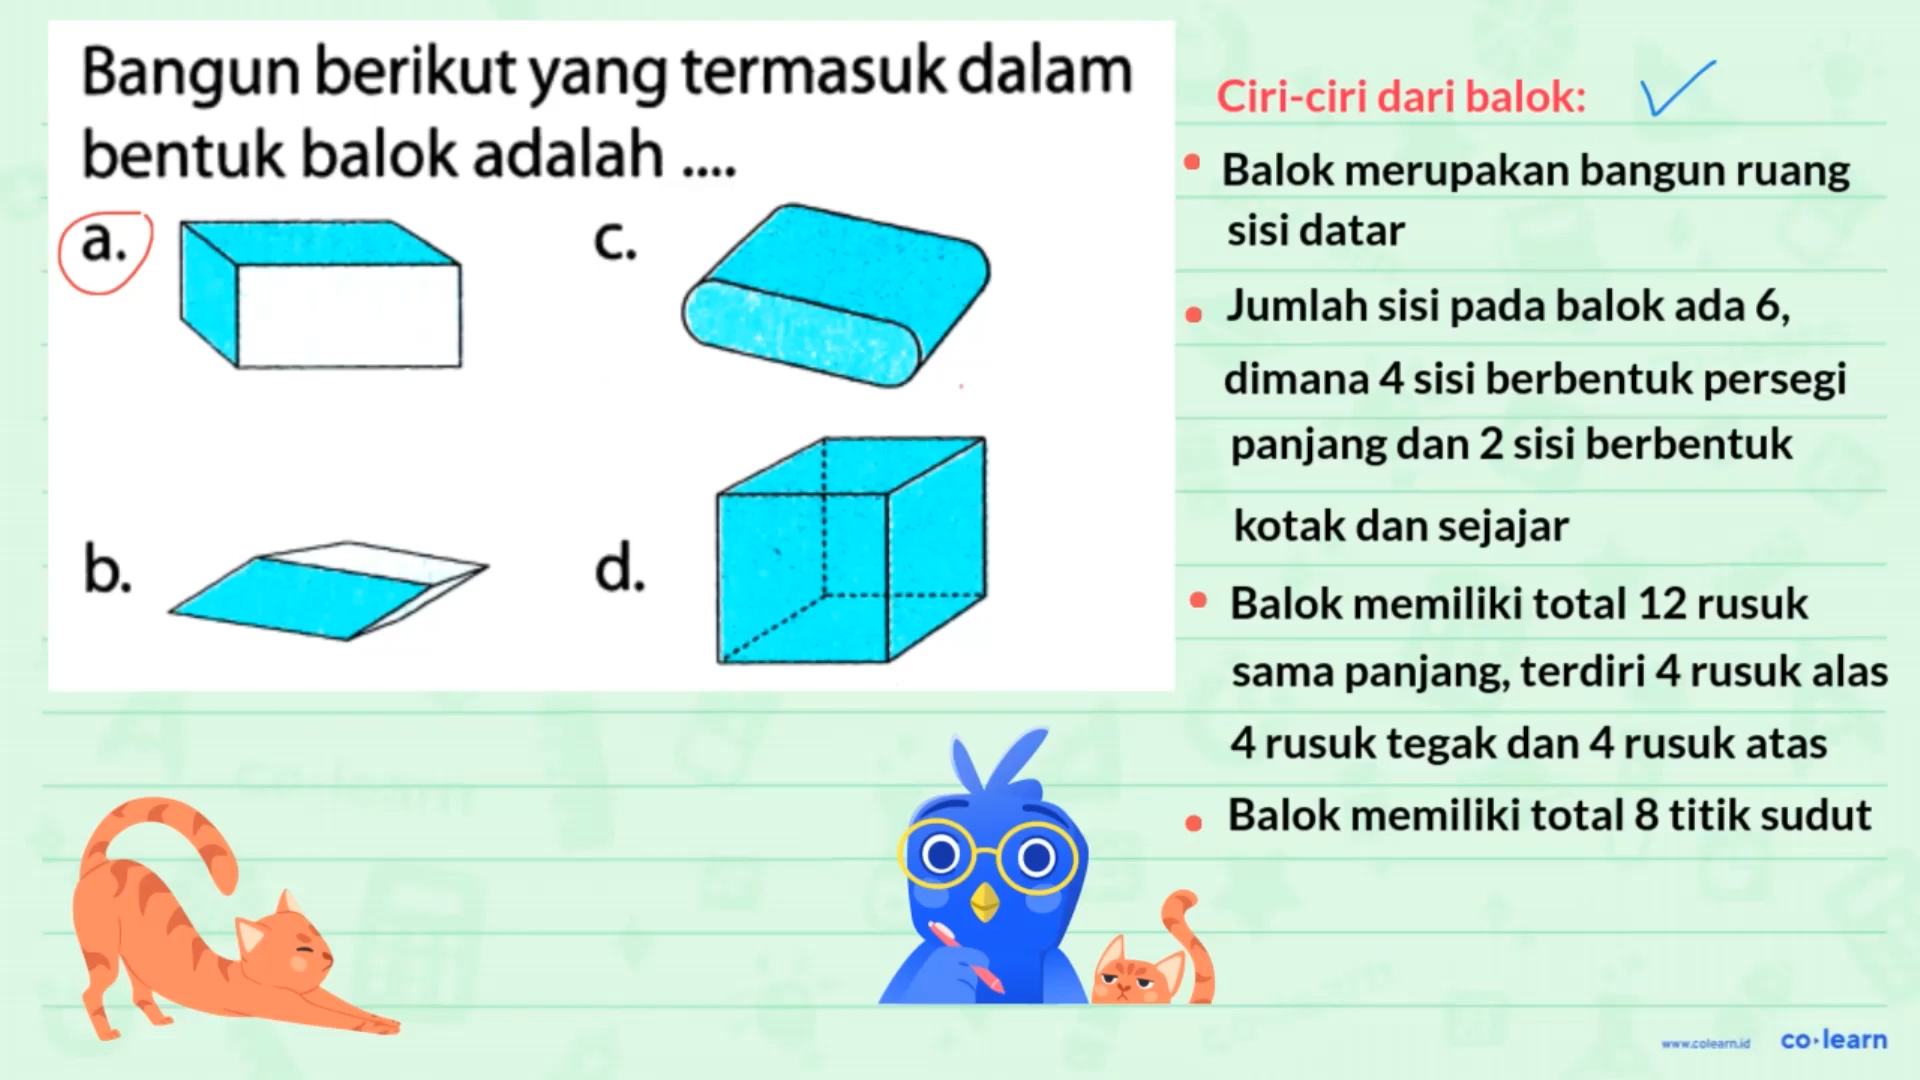 Bangun berikut yang termasuk dalam
bentuk balok adalah ....
a.
c.
b.
d.
Ciri-ciri dari balok:
Balok merupakan bangun ruang
sisi datar
Jumlah sisi pada balok ada 6,
dimana 4 sisi berbentuk persegi
panjang dan 2 sisi berbentuk
kotak dan sejajar
Balok memiliki total 12 rusuk
sama panjang, terdiri 4 rusuk alas
4 rusuk tegak dan 4 rusuk atas
Balok memiliki total 8 titik sudut
www.colearn.id
co·learn